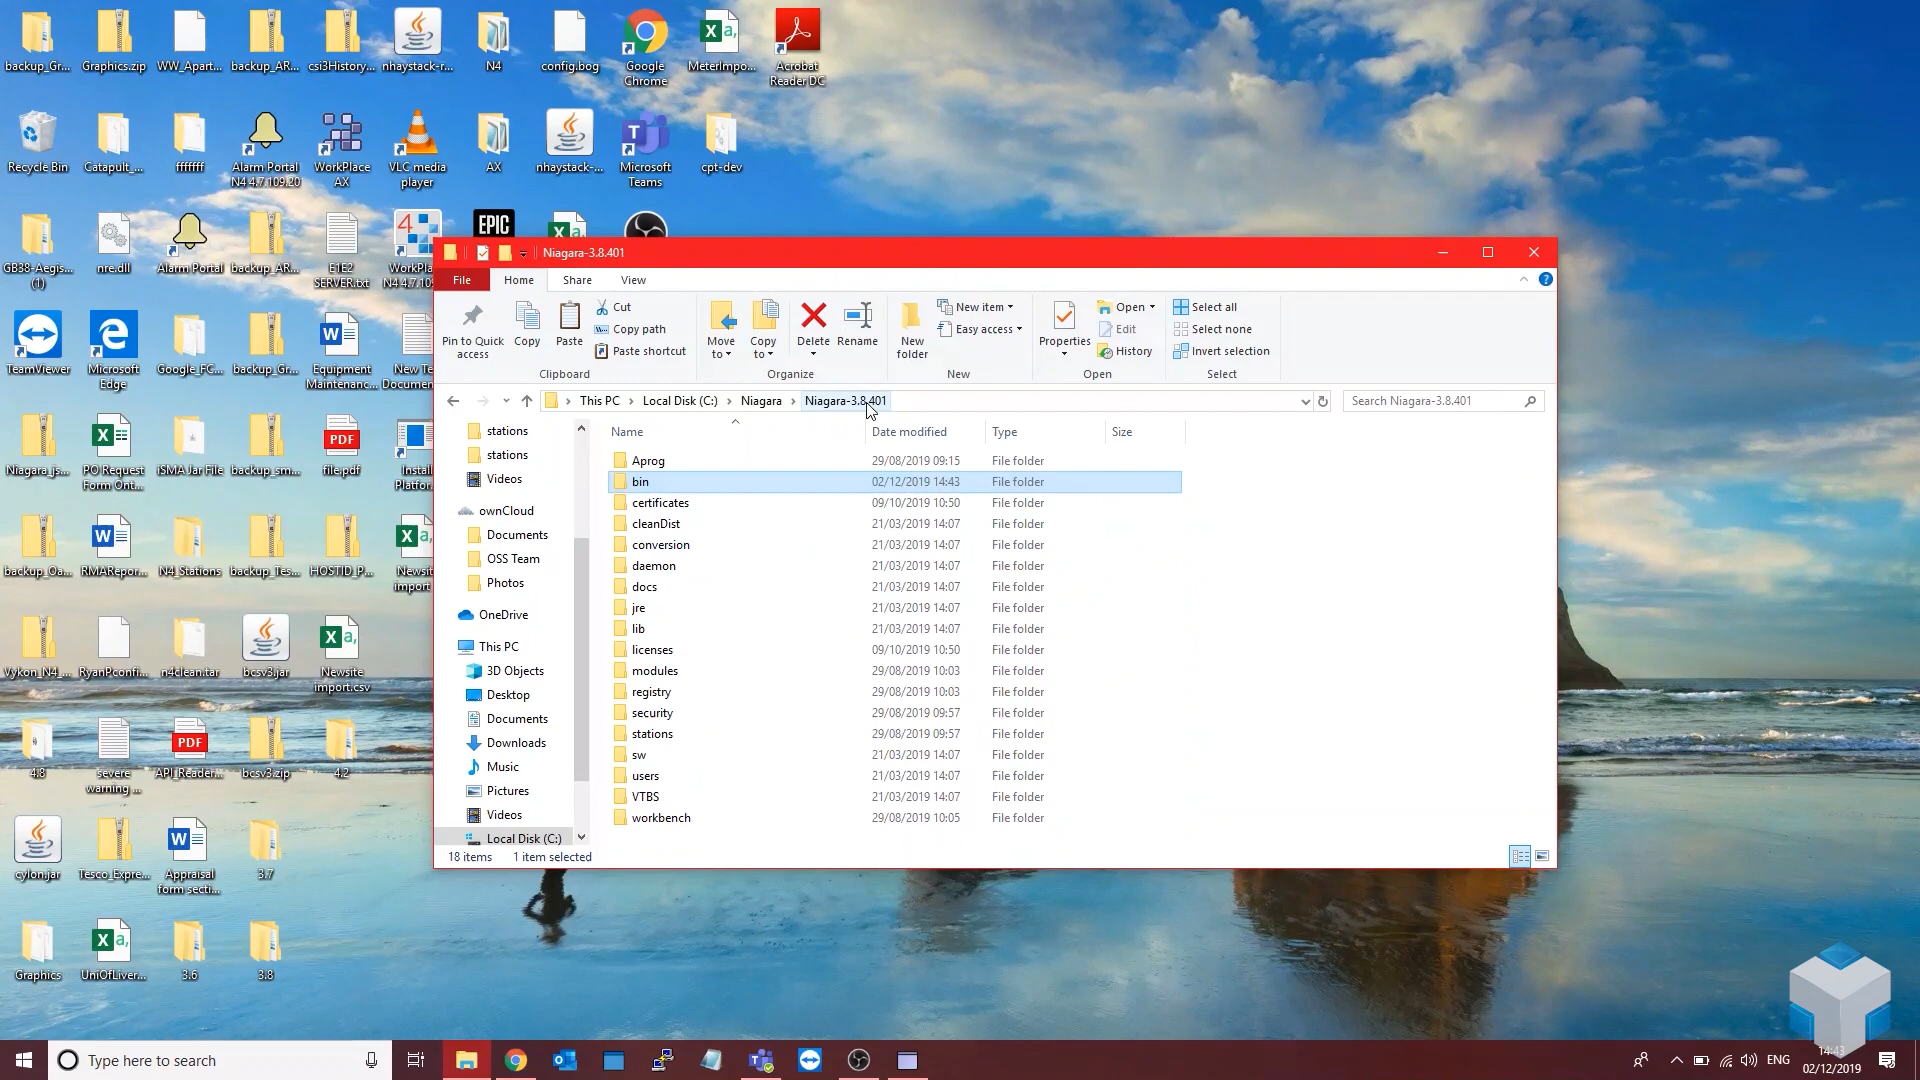 backup_Gr...
Graphics.zip
WW_Apart...
backup_AR...
csi3History...
nhaystack-r...
N4
config.bog
Google
Chrome
MeterImpo...
Acrobat
Reader DC
Recycle Bin
Catapult_...
fffffff
Alarm Portal
N4 4.7.109.20
WorkPlace
AX
VLC media
player
AX
nhaystack-...
Microsoft
Teams
cpt-dev
EPIC
GB38-Aegis...
(1)
nre.dll
Alarm Portal
backup_AR...
E1E2
SERVER.txt
WorkPl
N4 4.7.10
TeamViewer
Microsoft
Edge
Google_FC...
backup_Gr...
Equipment
Maintenanc...
New Te
Documen
Niagara_js...
PO Request
Form Ont...
iSMA Jar File
backup_sm...
PDF
file.pdf
Install
Platfor
backup_Oa...
RMARepor...
N4_Stations
backup_Tes...
HOSTID_P...
Newsit
import
Vykon_N4_...
RyanPconfi...
n4clean.tar
bcsv3.jar
Newsite
import.csv
4.8
severe
warning ...
PDF
API_Reader...
bcsv3.zip
4.2
cylon.jar
Tesco_Expre...
Appraisal
form secti...
3.7
Graphics
UniOfLiver...
3.6
3.8
Niagara-3.8.401
File
Home
Share
View
Pin to Quick
access
Copy
Paste
Cut
Copy path
Paste shortcut
Clipboard
Move
to
Copy
to
Delete
Rename
Organize
New
folder
New item
Easy access
New
Properties
Open
Edit
History
Open
Select all
Select none
Invert selection
Select
This PC
Local Disk (C:)
Niagara
Niagara-3.8.401
Search Niagara-3.8.401
stations
stations
Videos
ownCloud
Documents
OSS Team
Photos
OneDrive
This PC
3D Objects
Desktop
Documents
Downloads
Music
Pictures
Videos
Local Disk (C:)
Name Date modified Type Size
Aprog 29/08/2019 09:15 File folder
bin 02/12/2019 14:43 File folder
certificates 09/10/2019 10:50 File folder
cleanDist 21/03/2019 14:07 File folder
conversion 21/03/2019 14:07 File folder
daemon 21/03/2019 14:07 File folder
docs 21/03/2019 14:07 File folder
jre 21/03/2019 14:07 File folder
lib 21/03/2019 14:07 File folder
licenses 09/10/2019 10:50 File folder
modules 29/08/2019 10:03 File folder
registry 29/08/2019 10:03 File folder
security 29/08/2019 09:57 File folder
stations 29/08/2019 09:57 File folder
sw 21/03/2019 14:07 File folder
users 21/03/2019 14:07 File folder
VTBS 21/03/2019 14:07 File folder
workbench 29/08/2019 10:05 File folder
18 items 1 item selected
Type here to search
ENG
14:43
02/12/2019